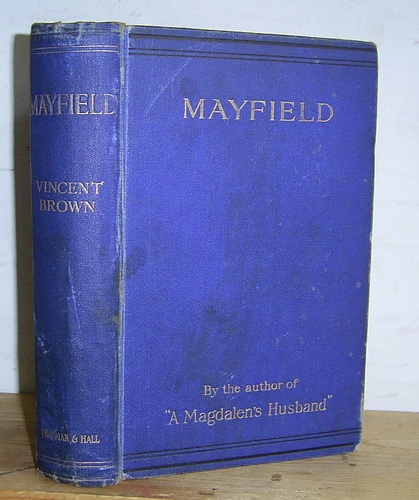 MAYFIELD
VINCENT
BROWN
CHAPMAN & HALL
MAYFIELD
By the author of
"A Magdalen's Husband"